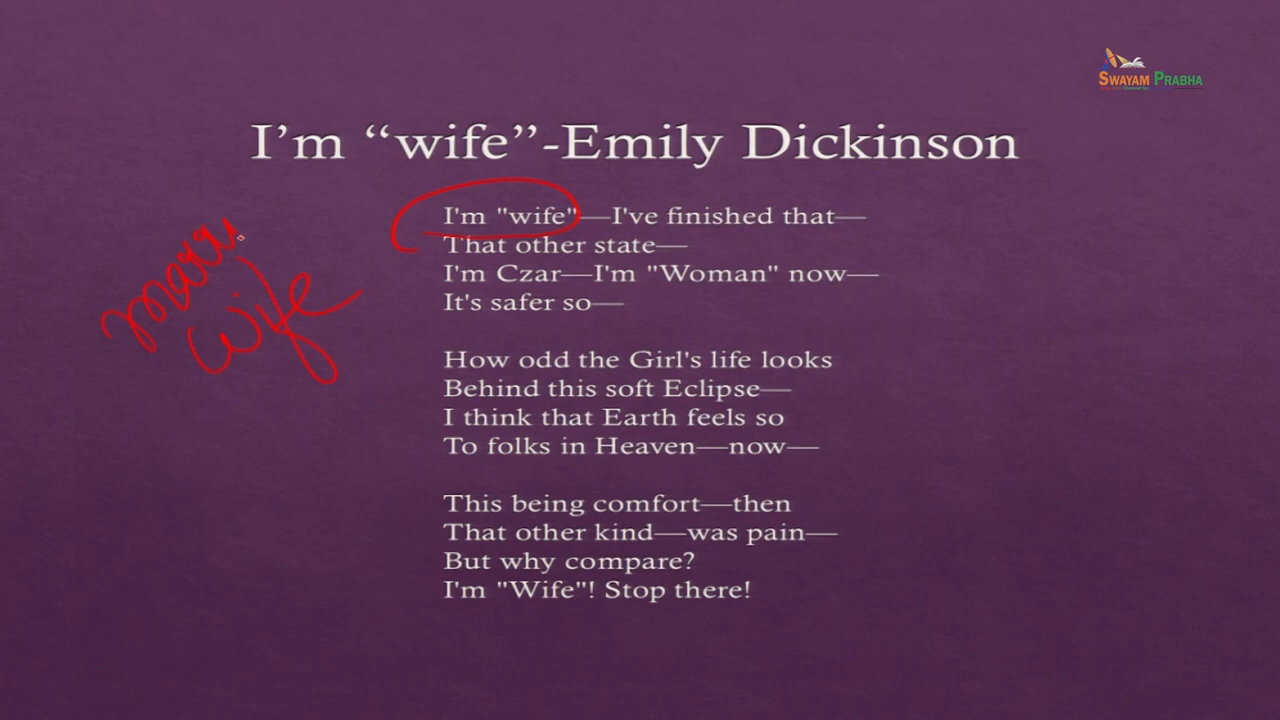 SWAYAM PRABHA
I'm “wife”-Emily Dickinson
I'm "wife"—I've finished that—
That other state—
I'm Czar—I'm "Woman" now—
It's safer so—
How odd the Girl's life looks
Behind this soft Eclipse—
I think that Earth feels so
To folks in Heaven—now—
This being comfort—then
That other kind—was pain—
But why compare?
I'm "Wife"! Stop there!
wife